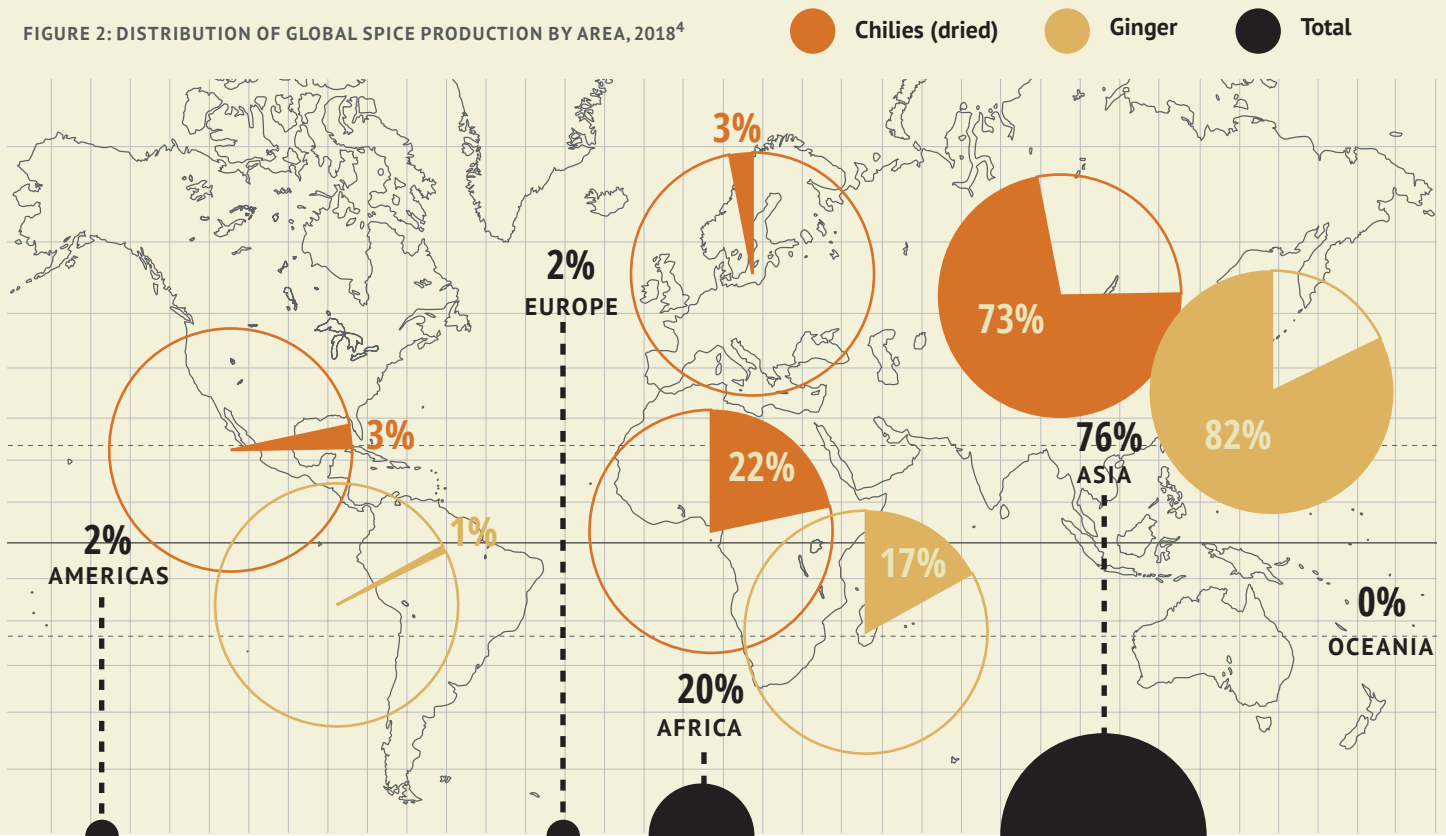 FIGURE 2: DISTRIBUTION OF GLOBAL SPICE PRODUCTION BY AREA, 2018⁴
Chilies (dried)
Ginger
Total
3%
2%
EUROPE
73%
82%
3%
22%
76%
ASIA
2%
AMERICAS
1%
17%
0%
OCEANIA
20%
AFRICA